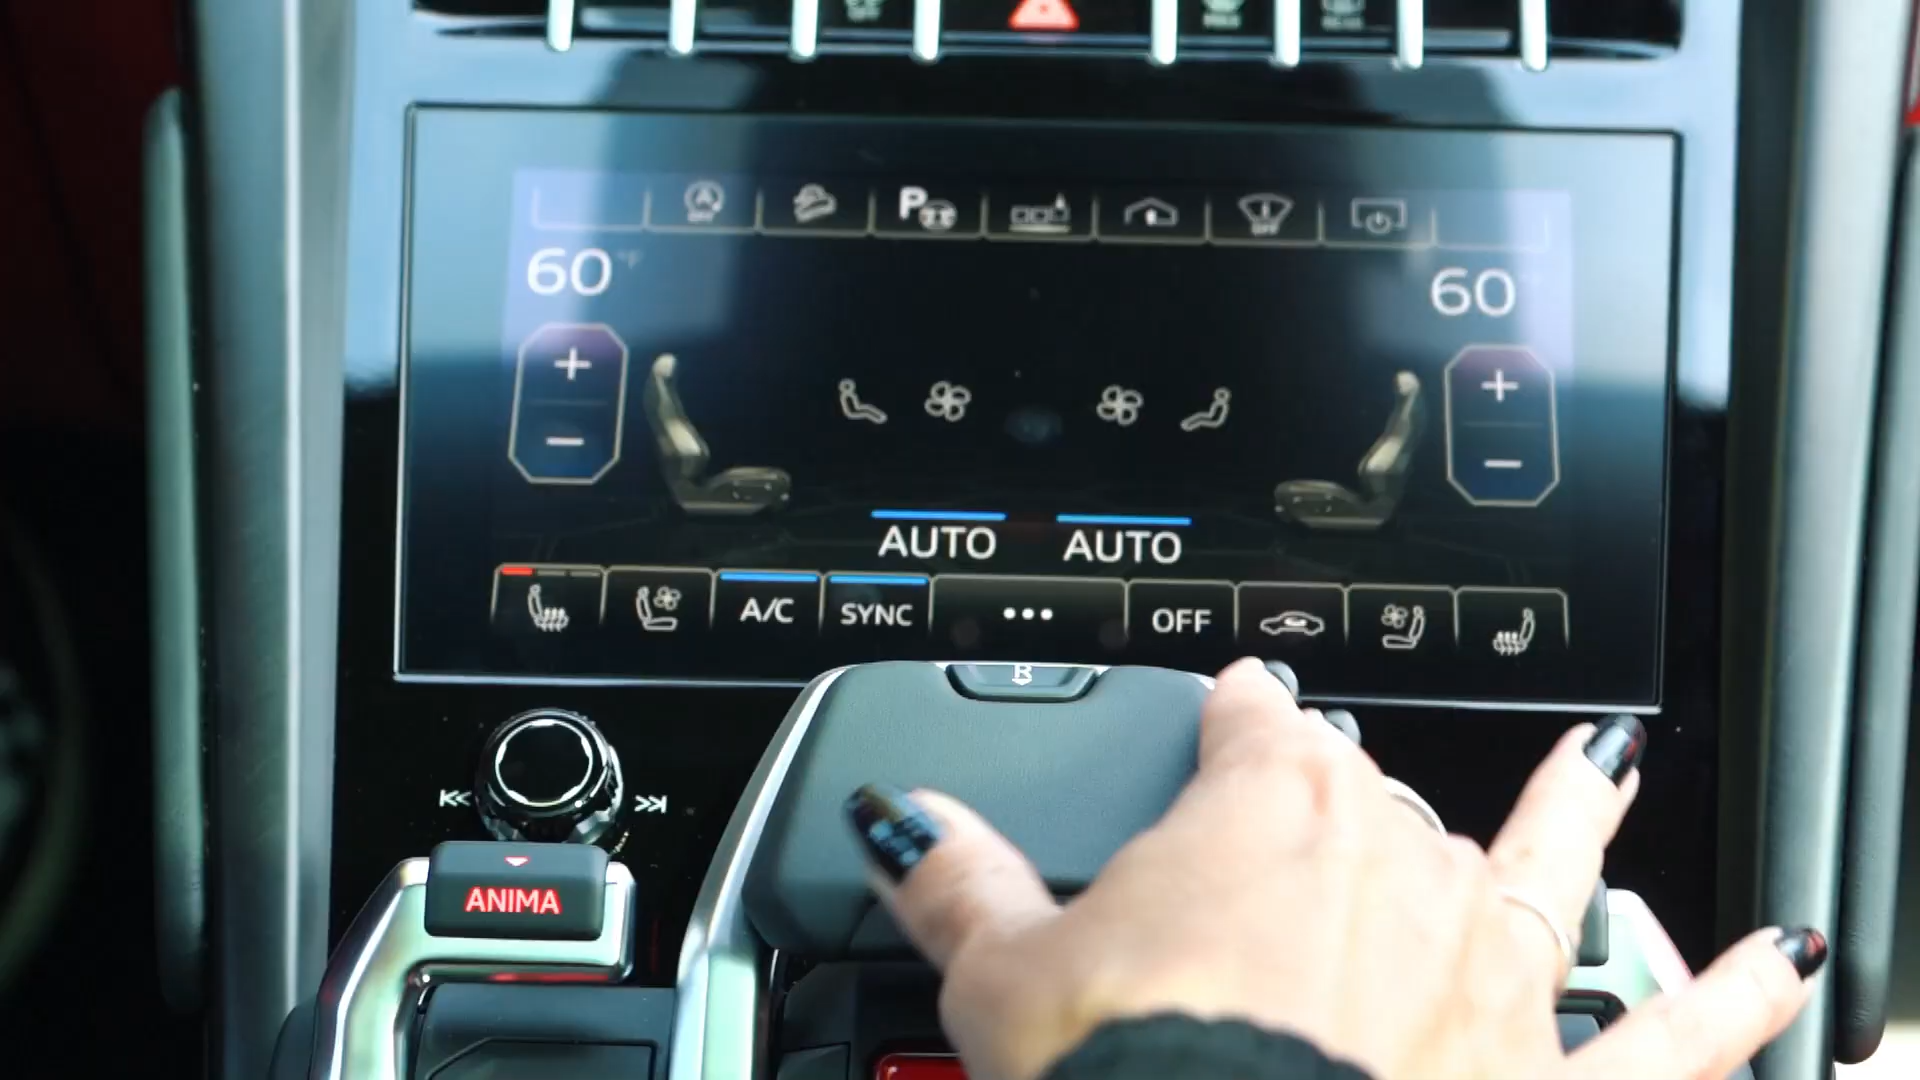 P
60 °F
60
AUTO AUTO
A/C SYNC ... OFF
R
ANIMA